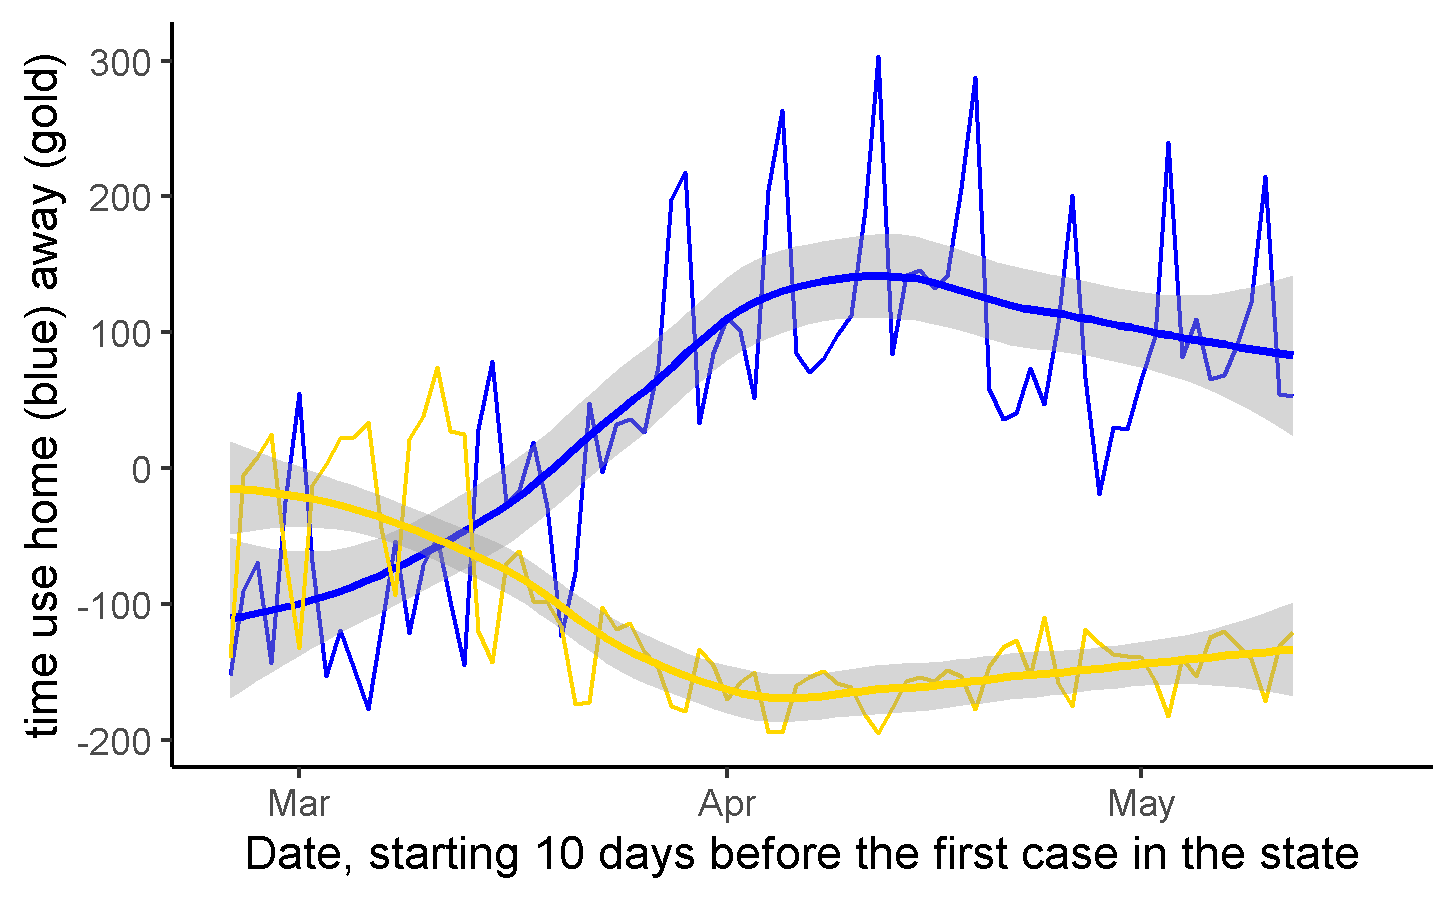 time use home (blue) away (gold)
300
200
100
0
-100
-200
Mar Apr May
Date, starting 10 days before the first case in the state